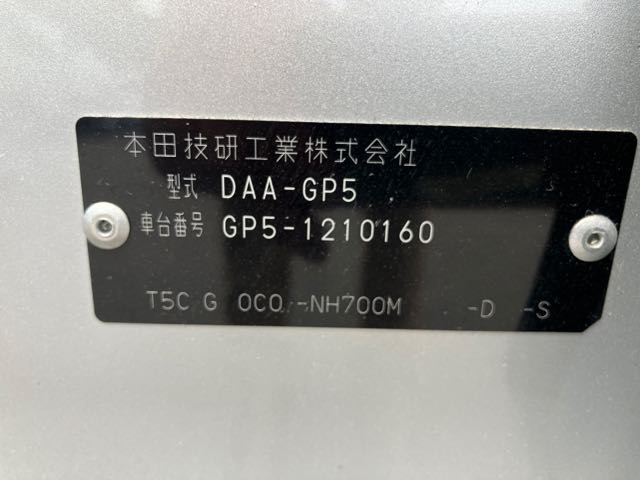 本田技研工業株式会社
型式 DAA-GP5
車台番号 GP5-1210160
T5C G 0C0 -NH700M -D -S